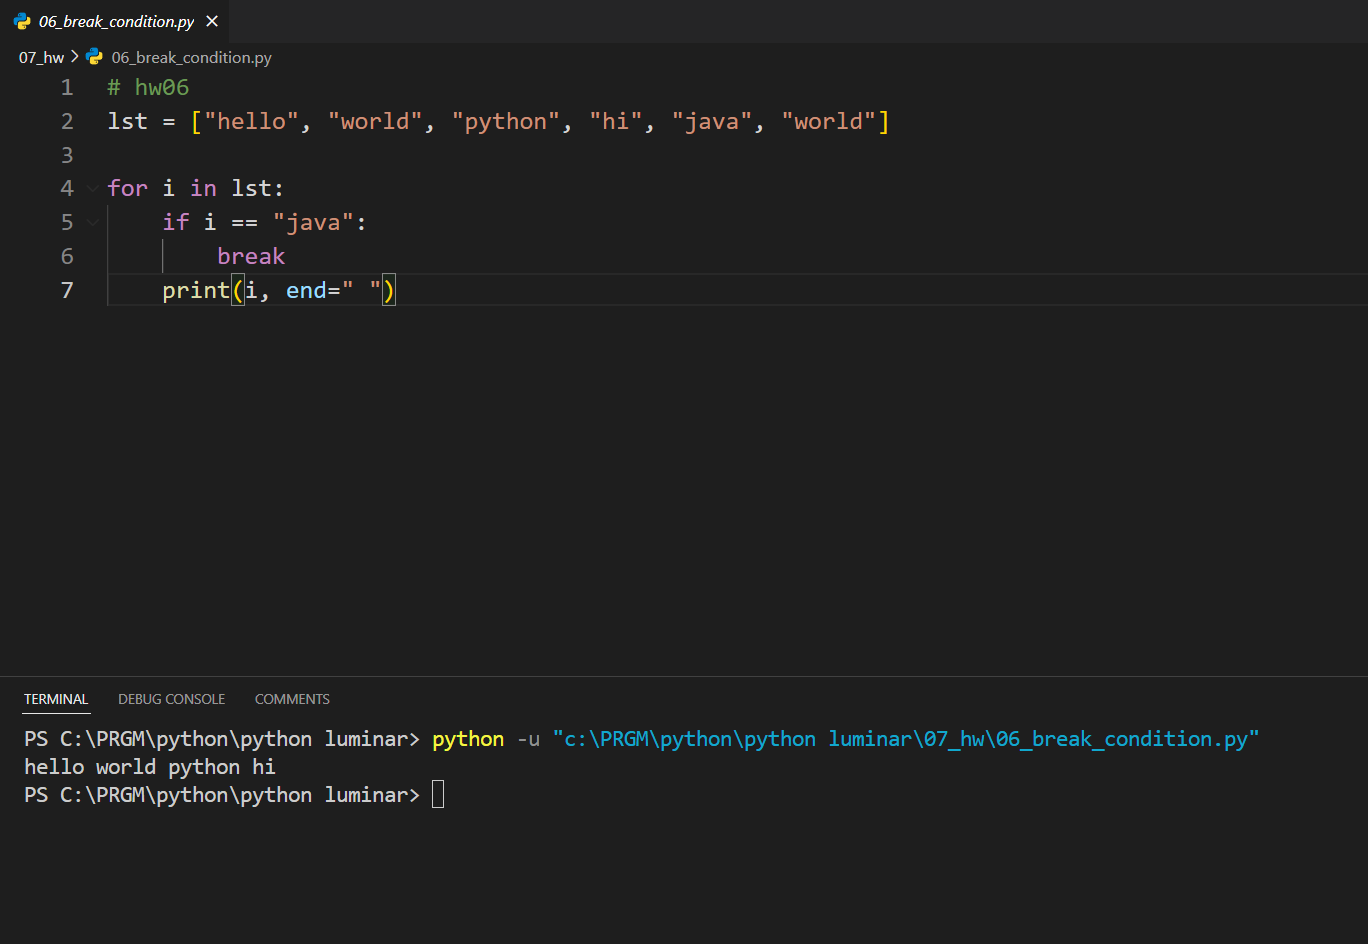 06_break_condition.py
07_hw > 06_break_condition.py
1 # hw06
2 lst = ["hello", "world", "python", "hi", "java", "world"]
3
4 for i in lst:
5     if i == "java":
6         break
7     print(i, end=" ")
TERMINAL DEBUG CONSOLE COMMENTS
PS C:\PRGM\python\python luminar> python -u "c:\PRGM\python\python luminar\07_hw\06_break_condition.py"
hello world python hi
PS C:\PRGM\python\python luminar>